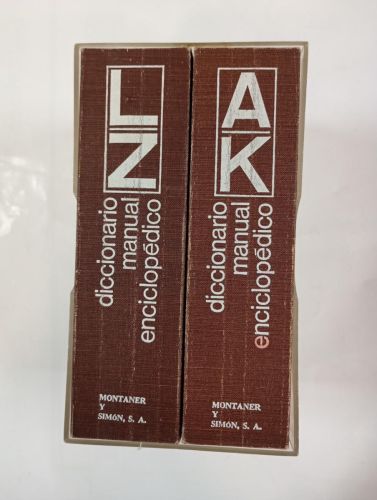 L
Z
diccionario
manual
enciclopédico
MONTANER
Y
SIMÓN, S. A.
A
K
diccionario
manual
enciclopédico
MONTANER
Y
SIMÓN, S. A.